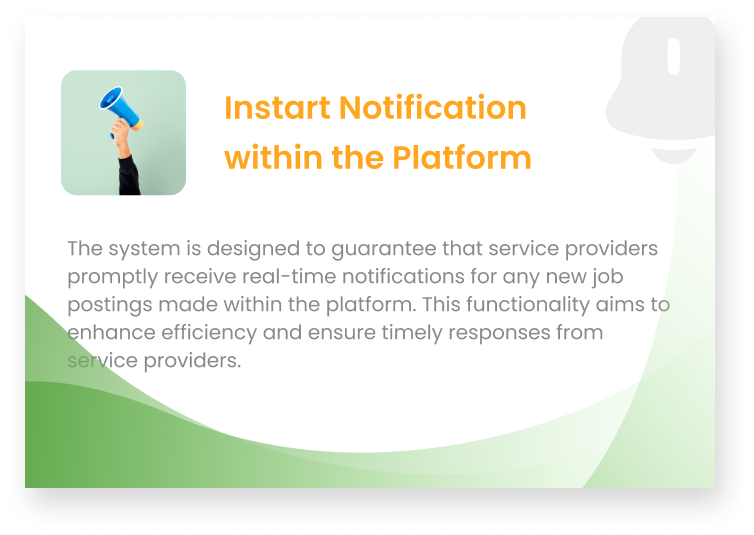 Instart Notification
within the Platform
The system is designed to guarantee that service providers
promptly receive real-time notifications for any new job
postings made within the platform. This functionality aims to
enhance efficiency and ensure timely responses from
service providers.